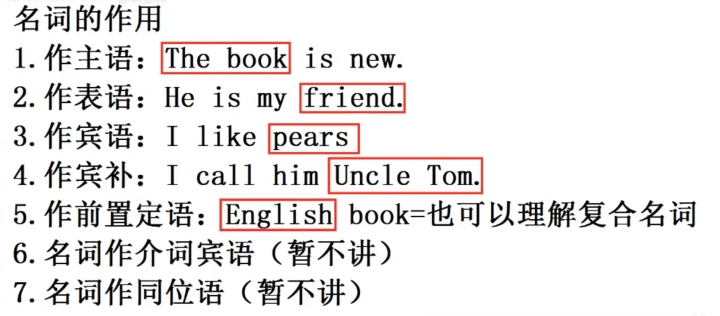 名词的作用
1.作主语：The book is new.
2.作表语：He is my friend.
3.作宾语：I like pears
4.作宾补：I call him Uncle Tom.
5.作前置定语：English book=也可以理解复合名词
6.名词作介词宾语（暂不讲）
7.名词作同位语（暂不讲）